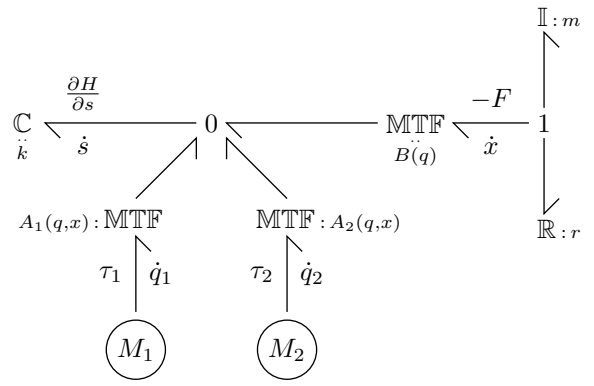 𝕀 : m
∂H/∂s
−F
ℂ
0
𝕄𝕋𝔽
1
k
ṡ
B(q)
ẋ
A₁(q,x) : 𝕄𝕋𝔽
𝕄𝕋𝔽 : A₂(q,x)
ℝ : r
τ₁
q̇₁
τ₂
q̇₂
M₁
M₂